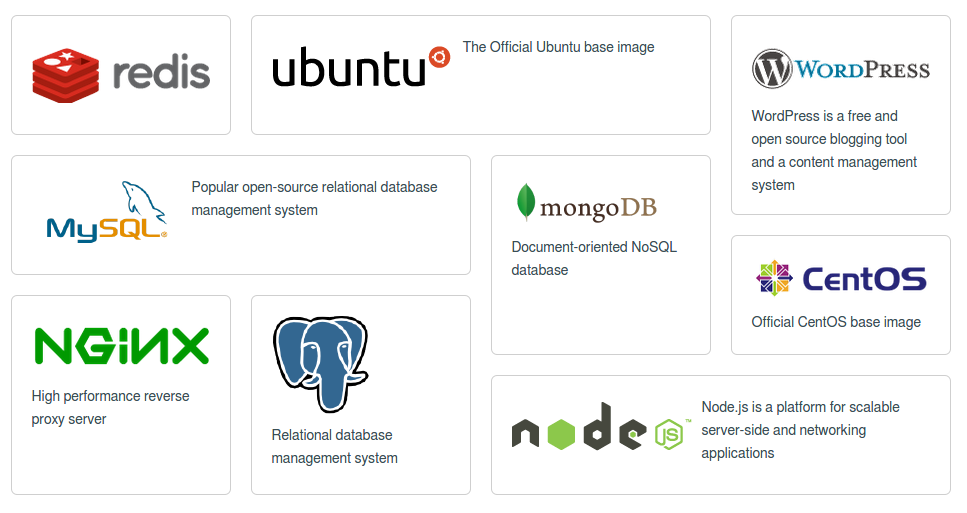 redis
ubuntu
The Official Ubuntu base image
WORDPRESS
WordPress is a free and
open source blogging tool
and a content management
system
MySQL®
Popular open-source relational database
management system
mongoDB
Document-oriented NoSQL
database
CentOS
Official CentOS base image
NGiNX
High performance reverse
proxy server
Relational database
management system
node JS™
Node.js is a platform for scalable
server-side and networking
applications